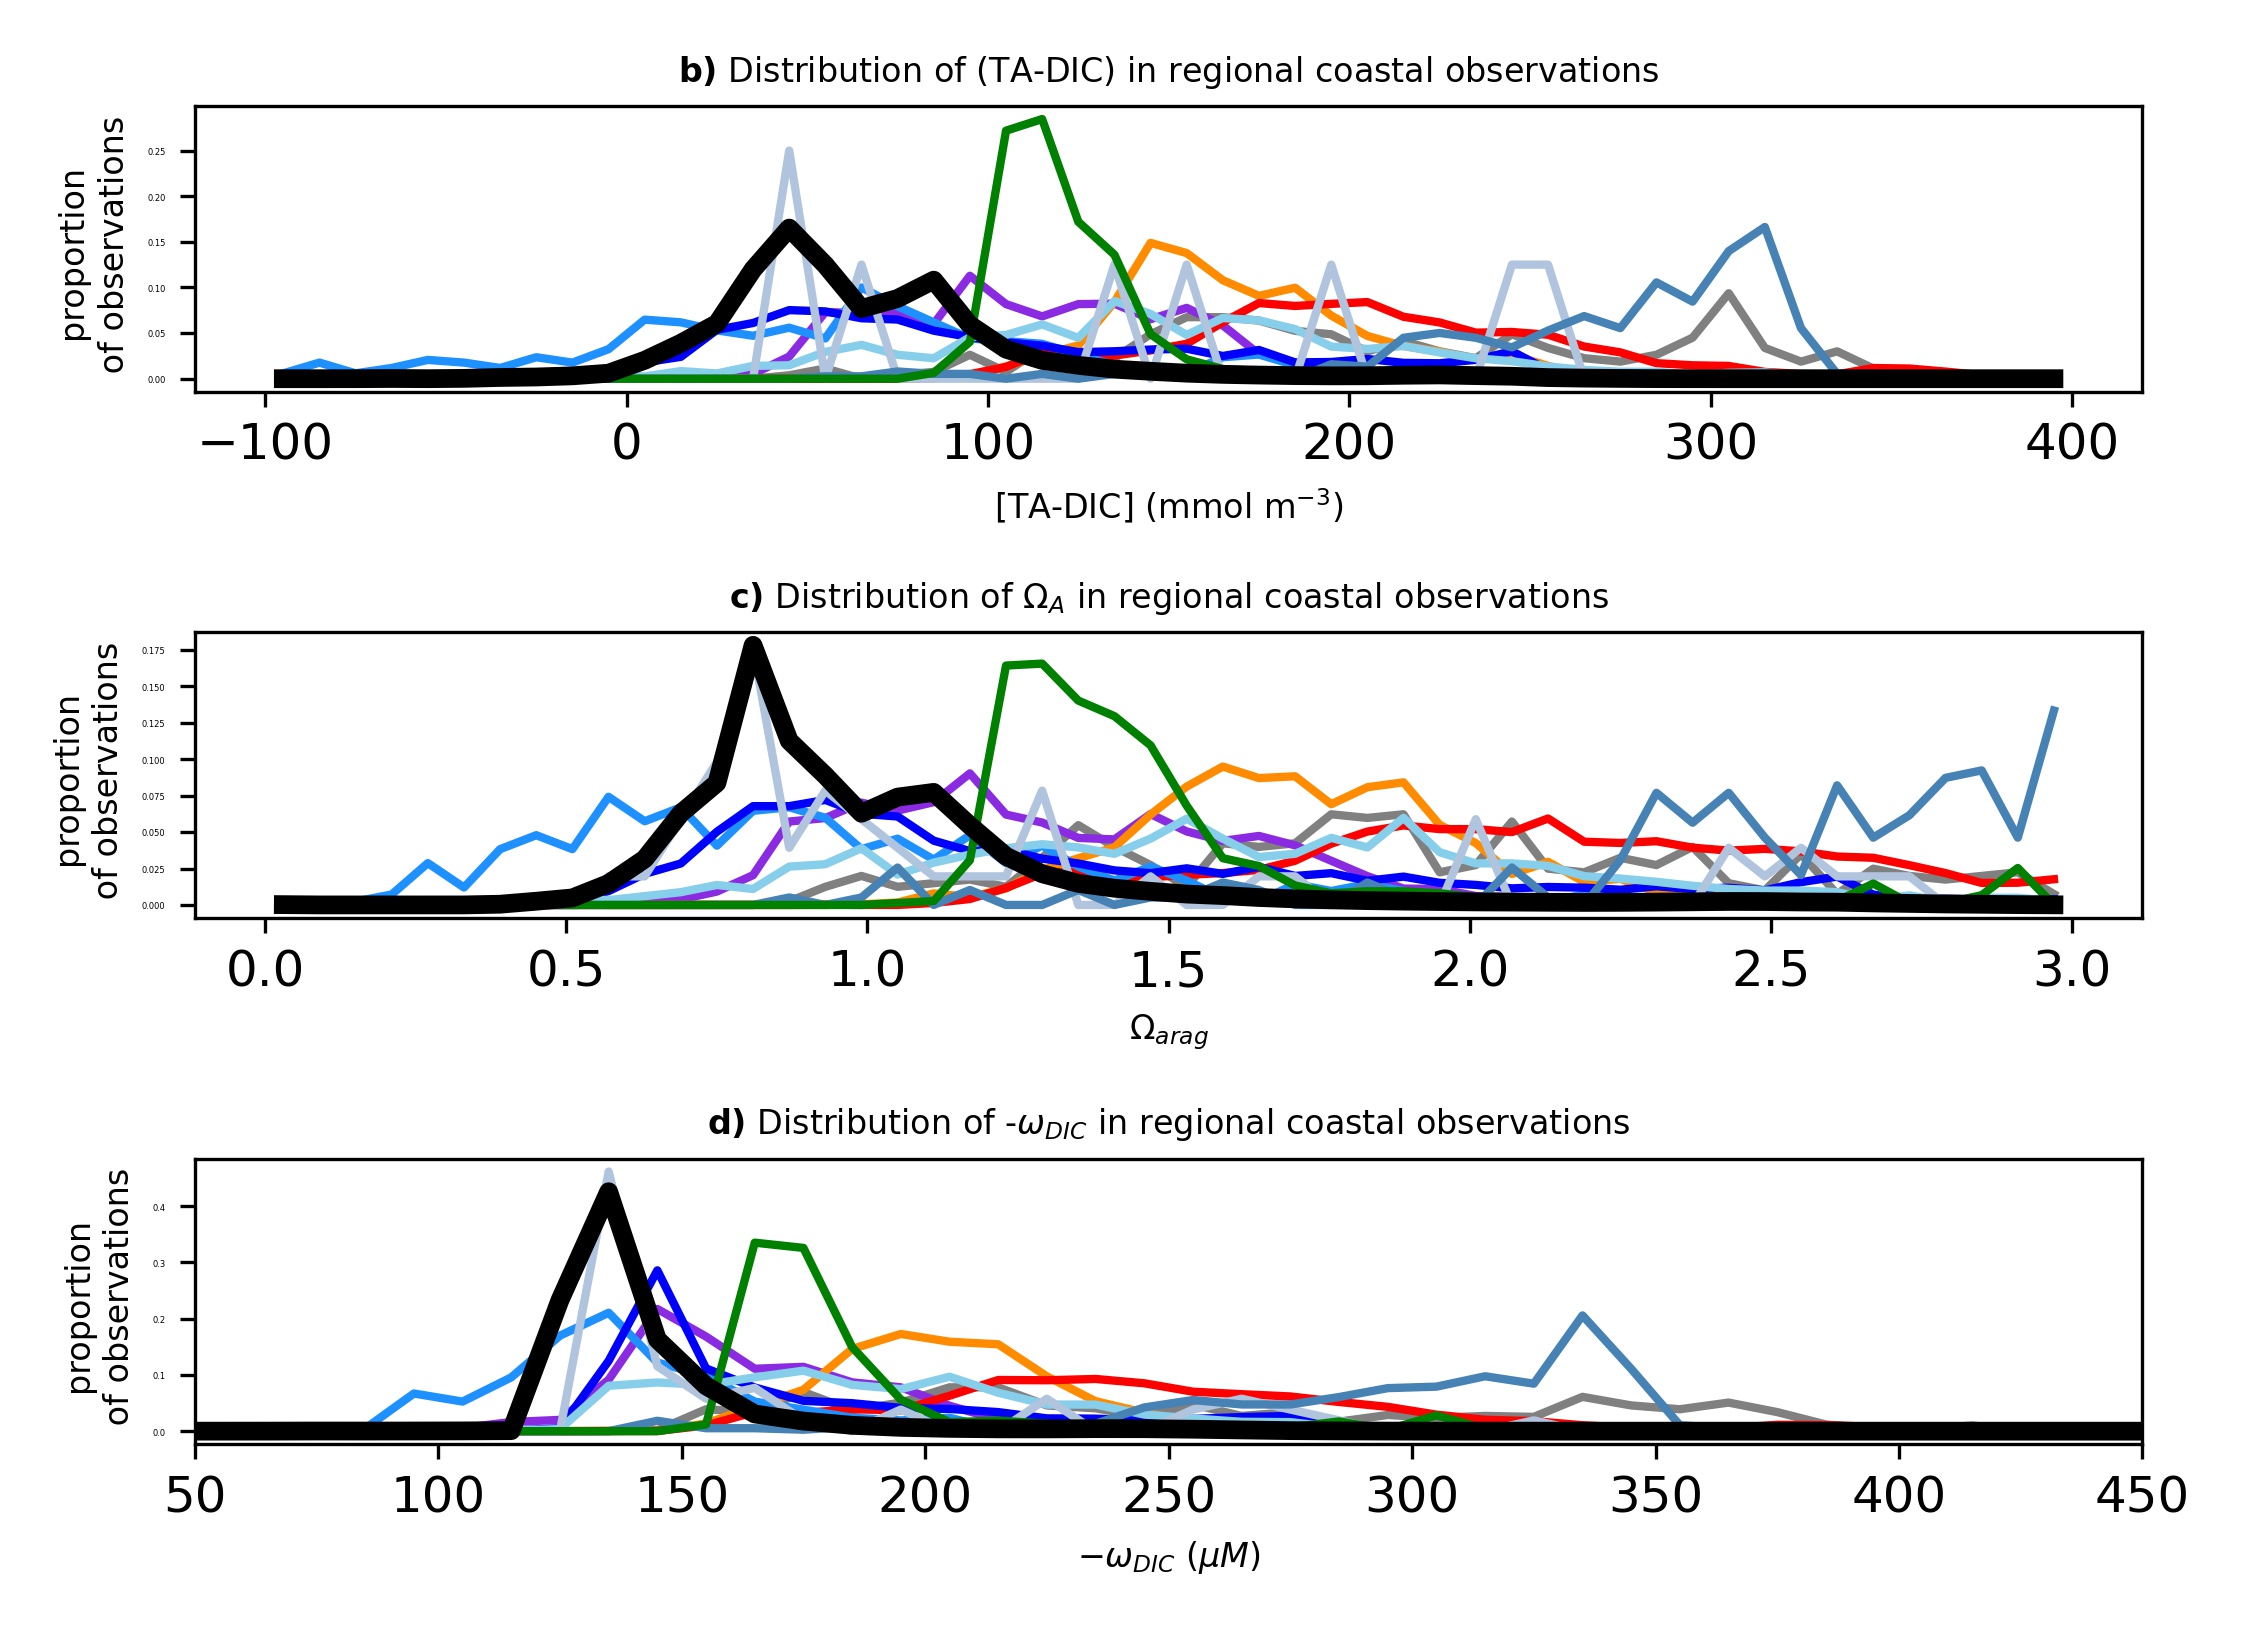 b) Distribution of (TA-DIC) in regional coastal observations
proportion
of observations
0.25
0.20
0.15
0.10
0.05
0.00
−100 0 100 200 300 400
[TA-DIC] (mmol m⁻³)
c) Distribution of Ω_A in regional coastal observations
proportion
of observations
0.175
0.150
0.125
0.100
0.075
0.050
0.025
0.000
0.0 0.5 1.0 1.5 2.0 2.5 3.0
Ω_arag
d) Distribution of -ω_DIC in regional coastal observations
proportion
of observations
0.4
0.3
0.2
0.1
0.0
50 100 150 200 250 300 350 400 450
−ω_DIC (μM)